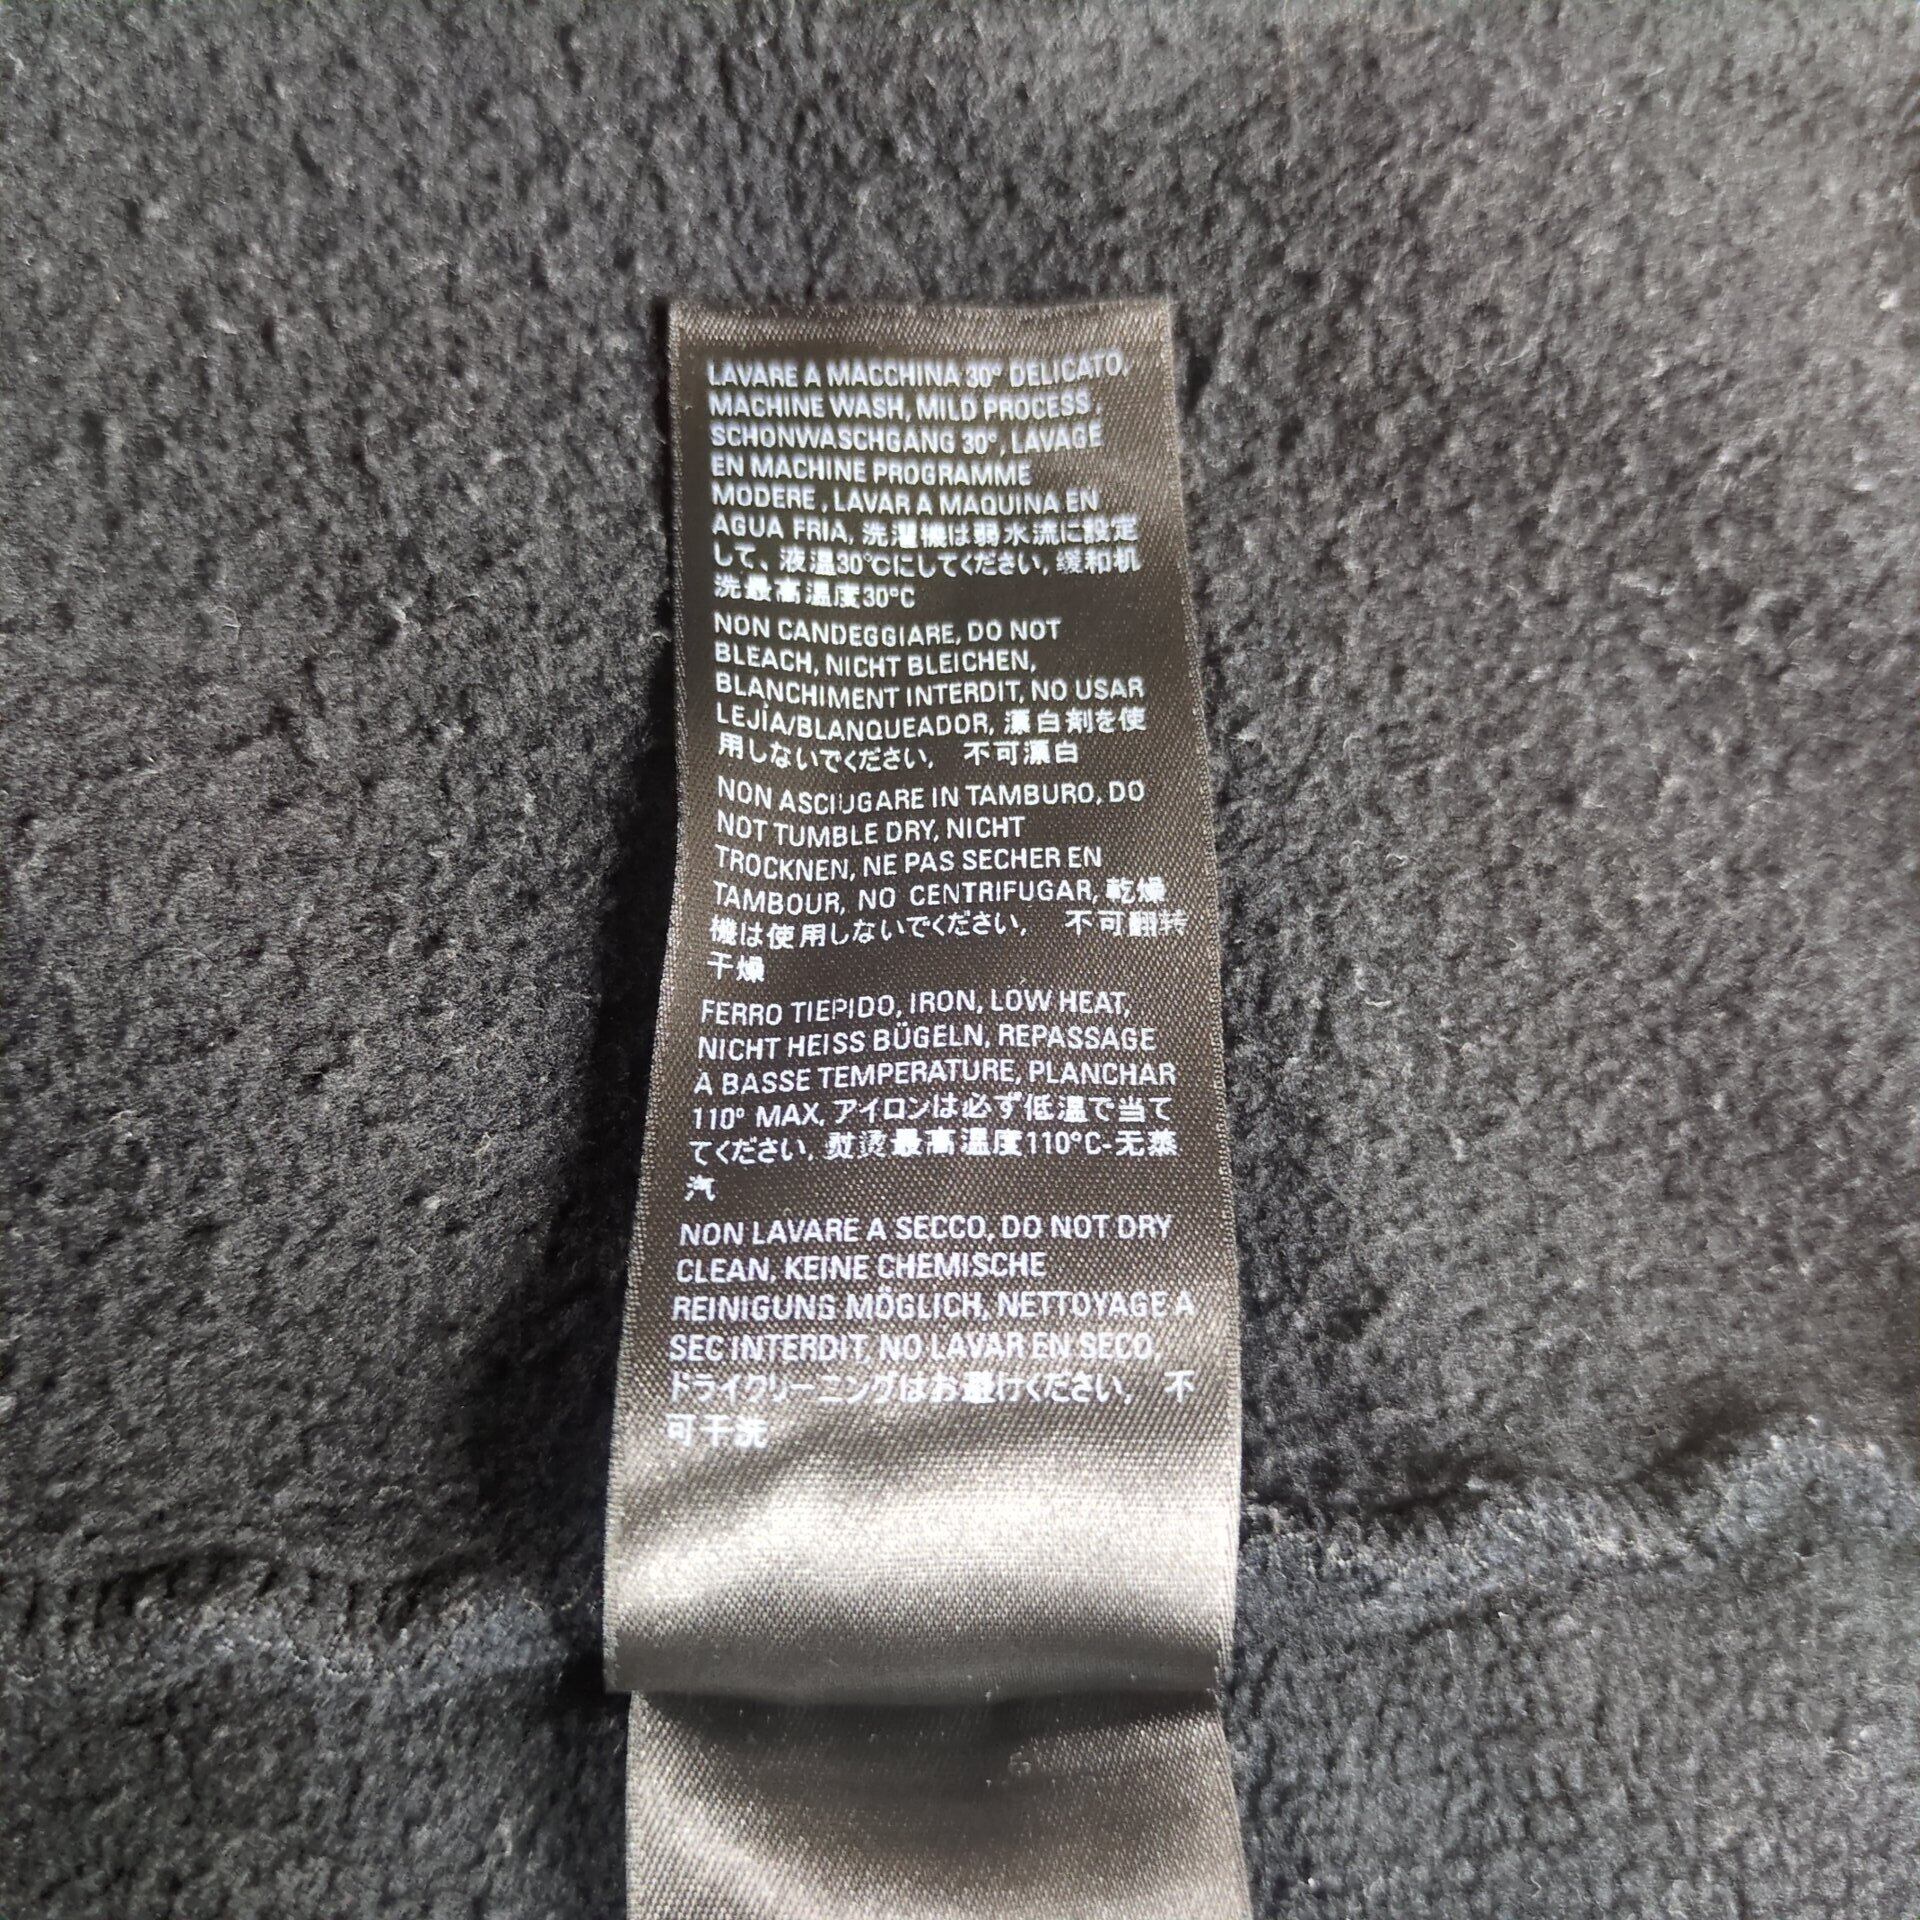 LAVARE A MACCHINA 30° DELICATO,
MACHINE WASH, MILD PROCESS,
SCHONWASCHGANG 30°, LAVAGE
EN MACHINE PROGRAMME
MODERE, LAVAR A MAQUINA EN
AGUA FRIA, 洗濯機は弱水流に設定
して、液温30℃にしてください, 缓和机
洗最高温度30°C
NON CANDEGGIARE, DO NOT
BLEACH, NICHT BLEICHEN,
BLANCHIMENT INTERDIT, NO USAR
LEJÍA/BLANQUEADOR, 漂白剤を使
用しないでください, 不可漂白
NON ASCIUGARE IN TAMBURO, DO
NOT TUMBLE DRY, NICHT
TROCKNEN, NE PAS SECHER EN
TAMBOUR, NO CENTRIFUGAR, 乾燥
機は使用しないでください, 不可翻转
干燥
FERRO TIEPIDO, IRON, LOW HEAT,
NICHT HEISS BÜGELN, REPASSAGE
A BASSE TEMPERATURE, PLANCHAR
110° MAX, アイロンは必ず低温で当て
てください, 熨烫最高温度110°C-无蒸
汽
NON LAVARE A SECCO, DO NOT DRY
CLEAN, KEINE CHEMISCHE
REINIGUNG MÖGLICH, NETTOYAGE A
SEC INTERDIT, NO LAVAR EN SECO,
ドライクリーニングはお避けください, 不
可干洗